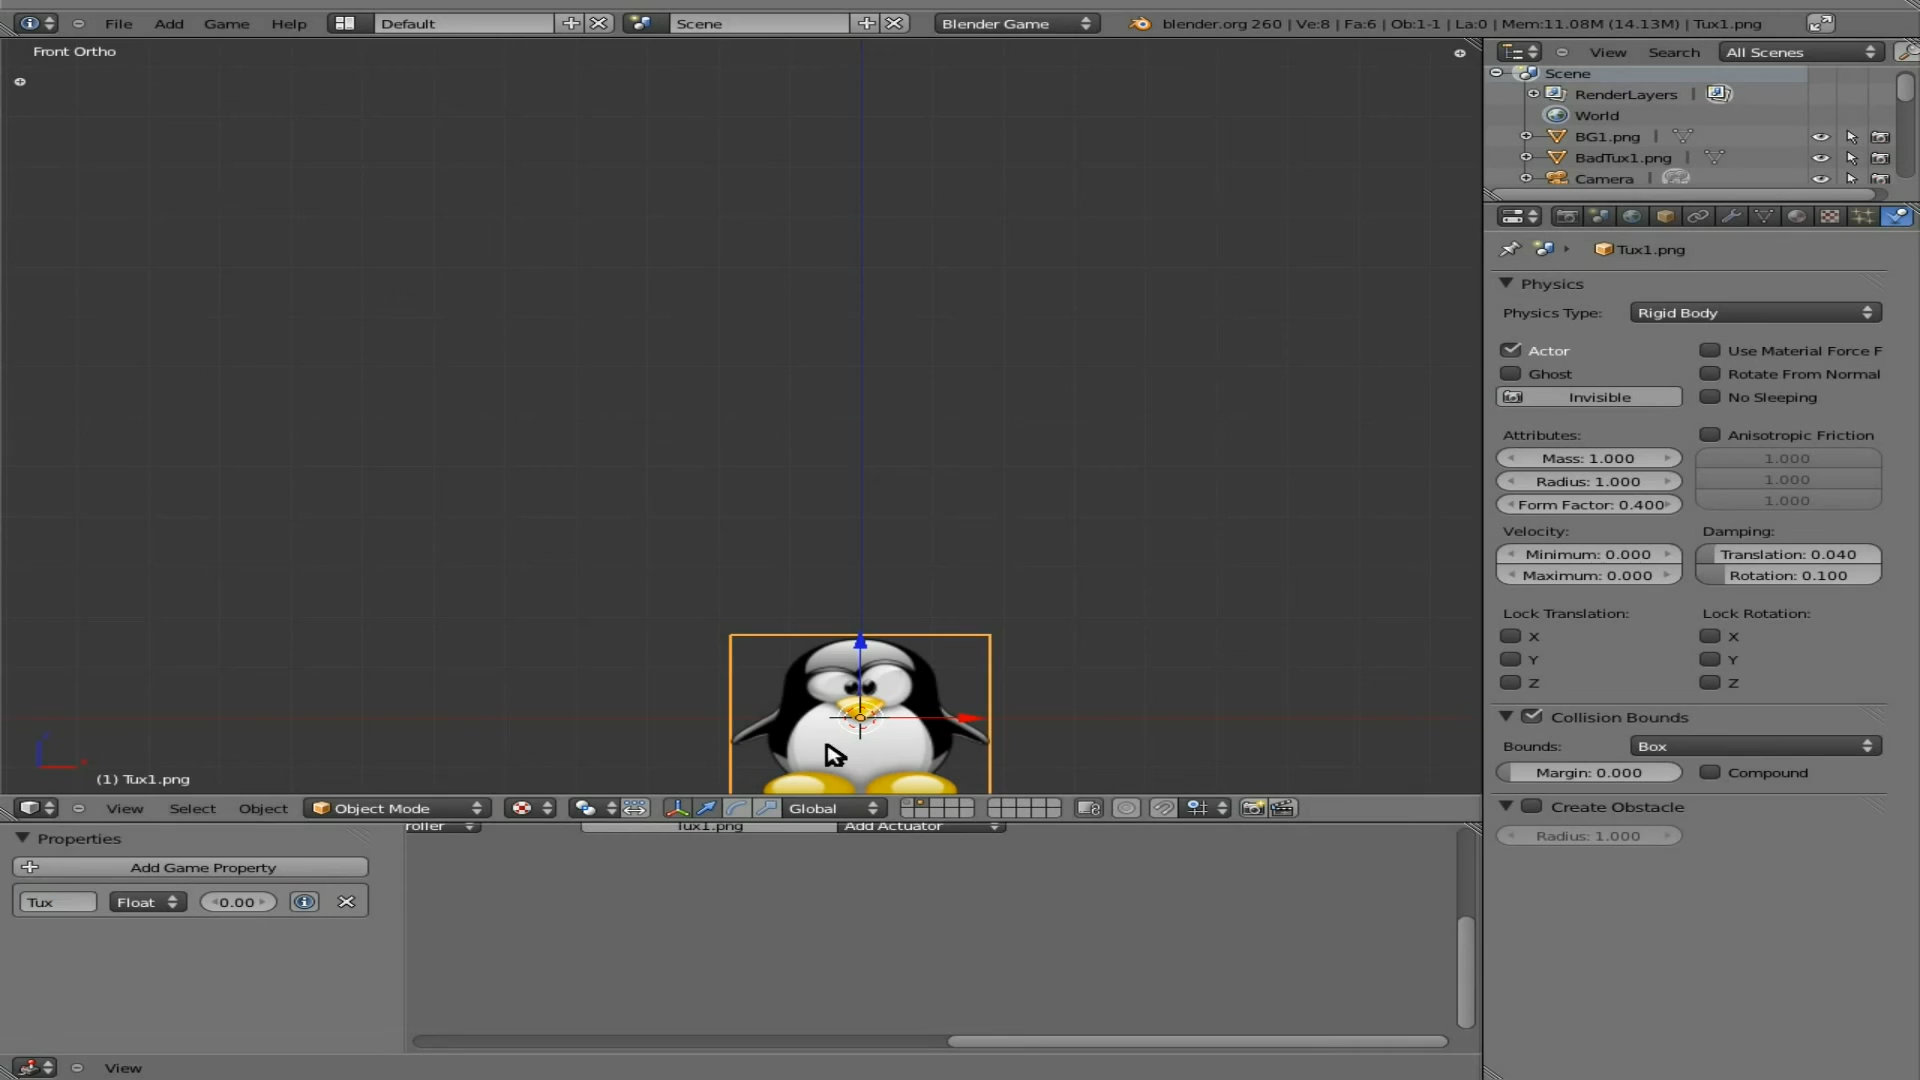 File Add Game Help Default Scene Blender Game blender.org 260 | Ve:8 | Fa:6 | Ob:1-1 | La:0 | Mem:11.08M (14.13M) | Tux1.png
Front Ortho
View Search All Scenes
Scene
RenderLayers
World
BG1.png
BadTux1.png
Camera
Tux1.png
Physics
Physics Type: Rigid Body
Actor Use Material Force F
Ghost Rotate From Normal
Invisible No Sleeping
Attributes: Anisotropic Friction
Mass: 1.000 1.000
Radius: 1.000 1.000
Form Factor: 0.400 1.000
Velocity: Damping:
Minimum: 0.000 Translation: 0.040
Maximum: 0.000 Rotation: 0.100
Lock Translation: Lock Rotation:
X X
Y Y
Z Z
Collision Bounds
Bounds: Box
Margin: 0.000 Compound
Create Obstacle
Radius: 1.000
(1) Tux1.png
View Select Object Object Mode Global
Properties roller Tux1.png Add Actuator
Add Game Property
Tux Float 0.00
View